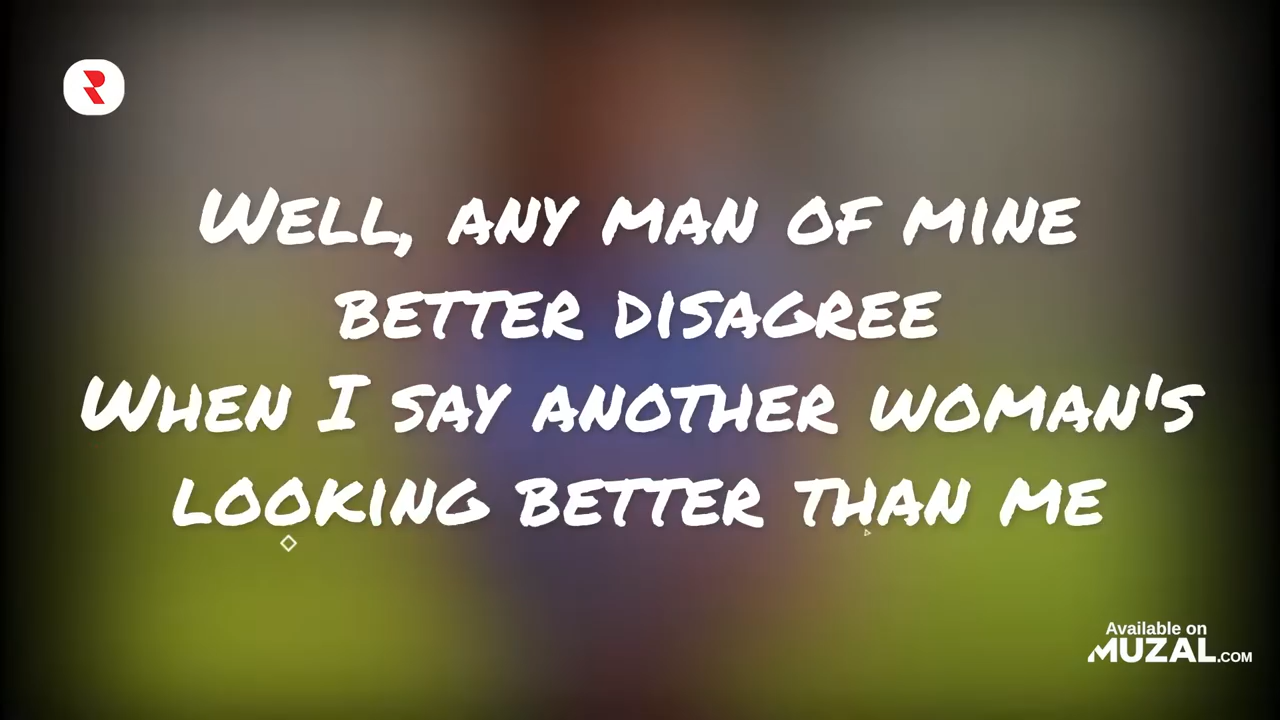 Well, any man of mine
better disagree
When I say another woman's
looking better than me
Available on
MUZAL.COM